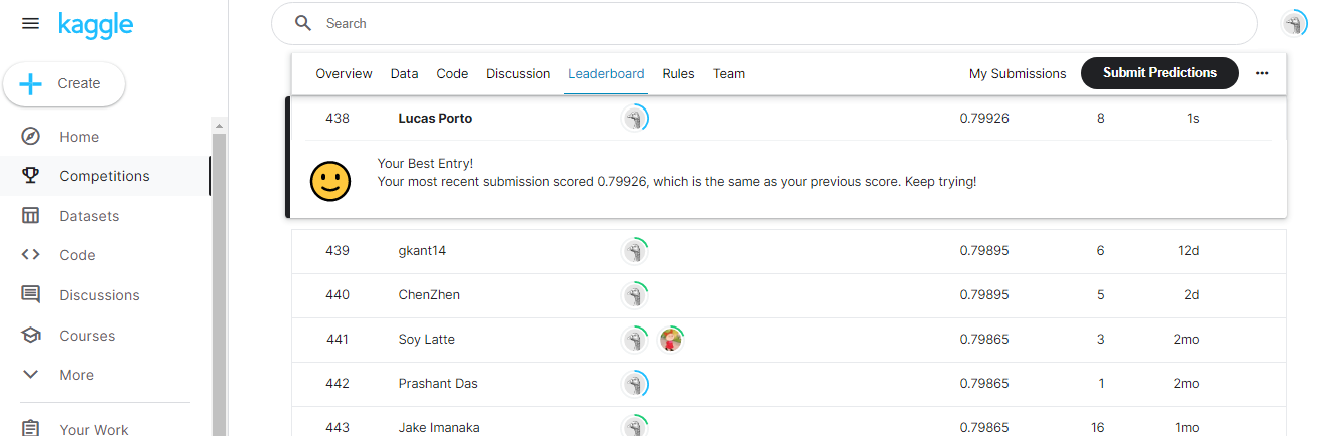 kaggle
Search
Create
Home
Competitions
Datasets
Code
Discussions
Courses
More
Your Work
Overview Data Code Discussion Leaderboard Rules Team My Submissions Submit Predictions
438 Lucas Porto 0.79926 8 1s
Your Best Entry!
Your most recent submission scored 0.79926, which is the same as your previous score. Keep trying!
439 gkant14 0.79895 6 12d
440 ChenZhen 0.79895 5 2d
441 Soy Latte 0.79865 3 2mo
442 Prashant Das 0.79865 1 2mo
443 Jake Imanaka 0.79865 16 1mo